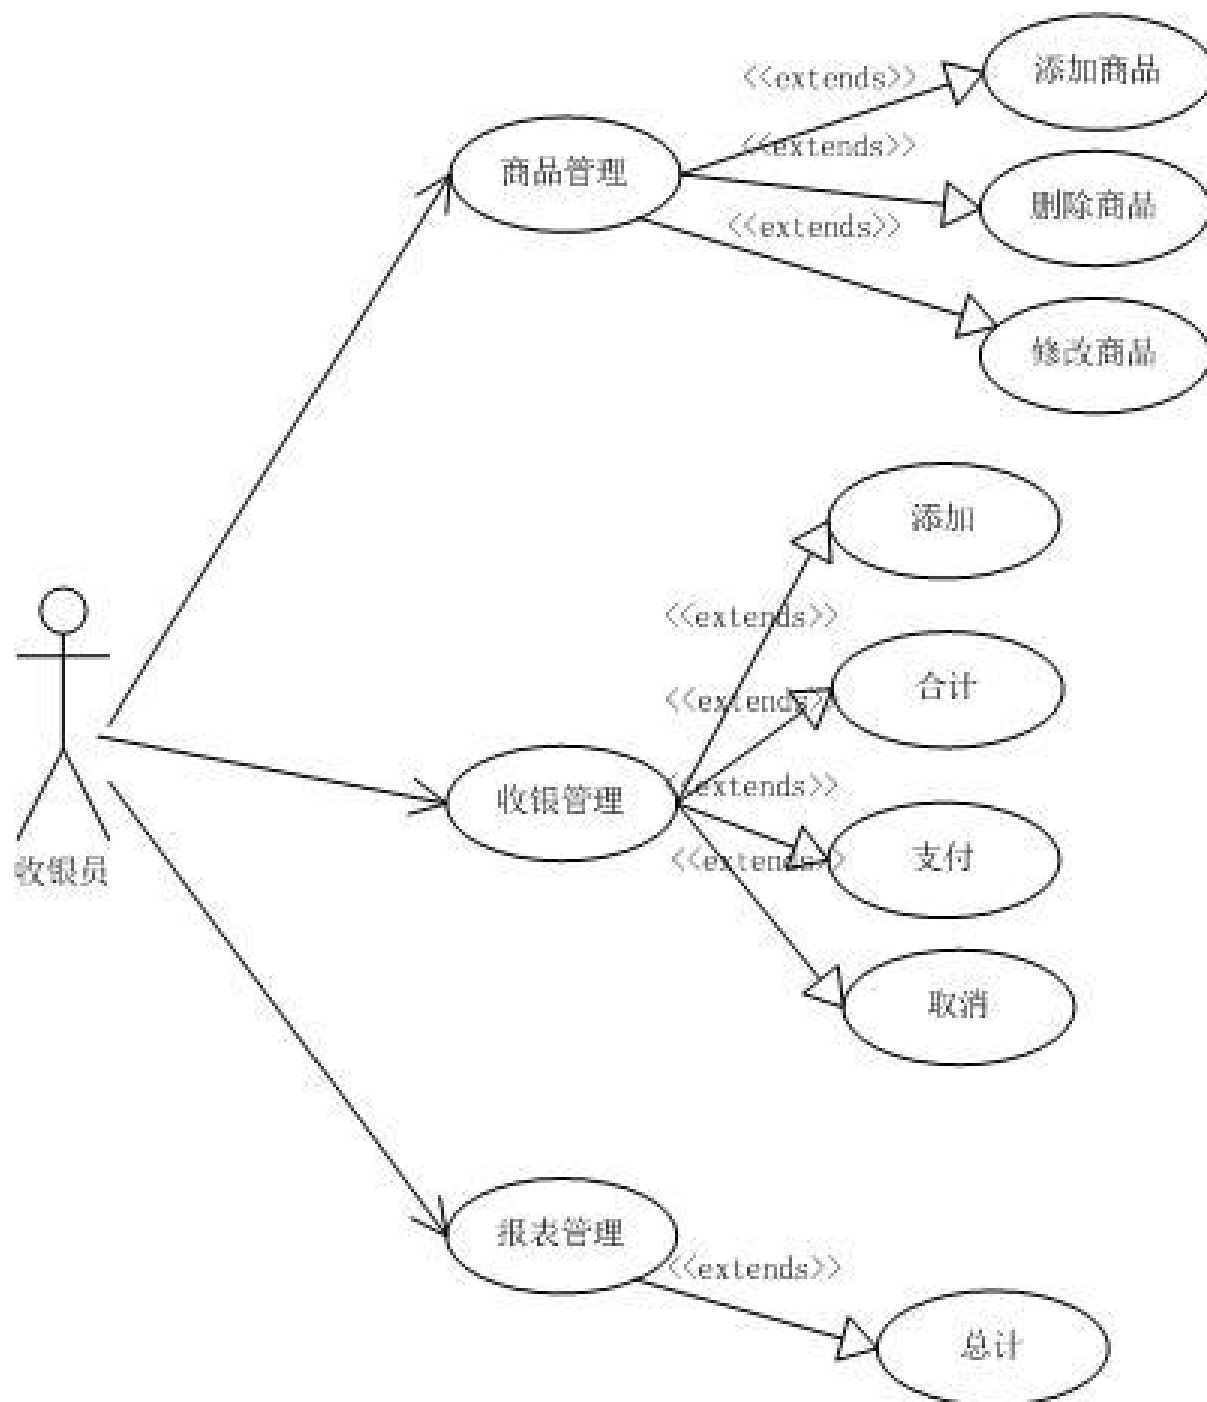 <<extends>>
添加商品
<<extends>>
商品管理
删除商品
<<extends>>
修改商品
添加
<<extends>>
合计
<<extends>>
<<extends>>
收银管理
支付
<<extends>>
收银员
取消
报表管理
<<extends>>
总计